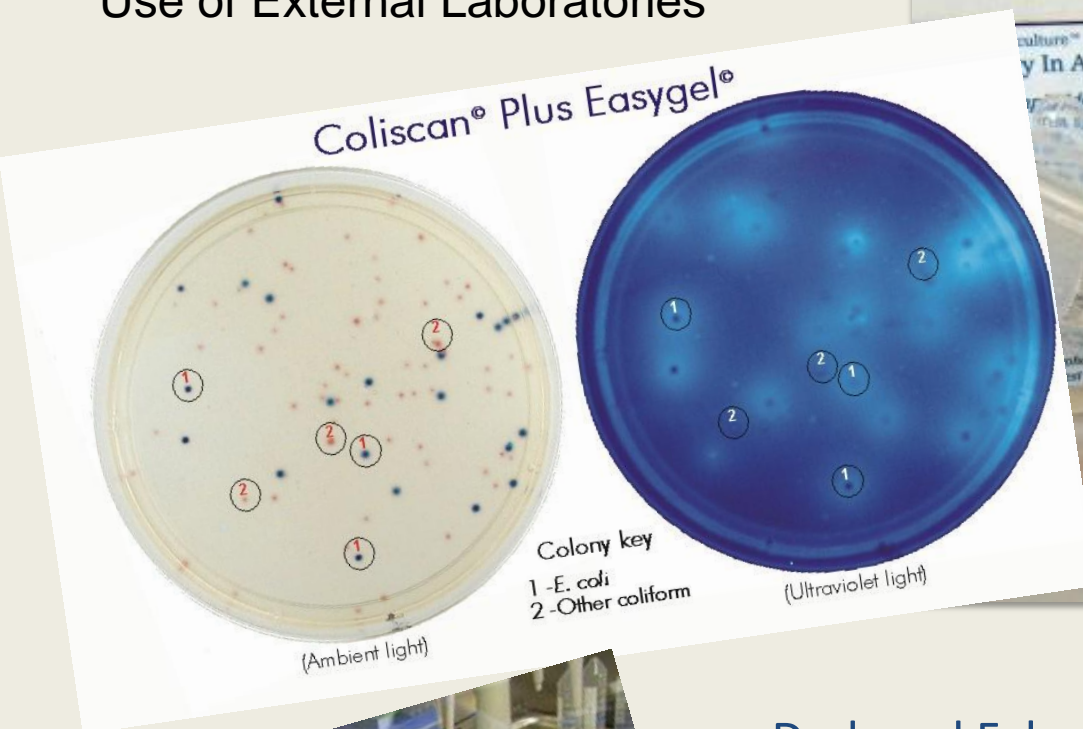 Use of External Laboratories
Coliscan© Plus Easygel©
1
2
2
1
2
1
(Ambient light)
2
1
2
1
2
1
(Ultraviolet light)
Colony key
1 -E. coli
2 -Other coliform
culture™
y In A